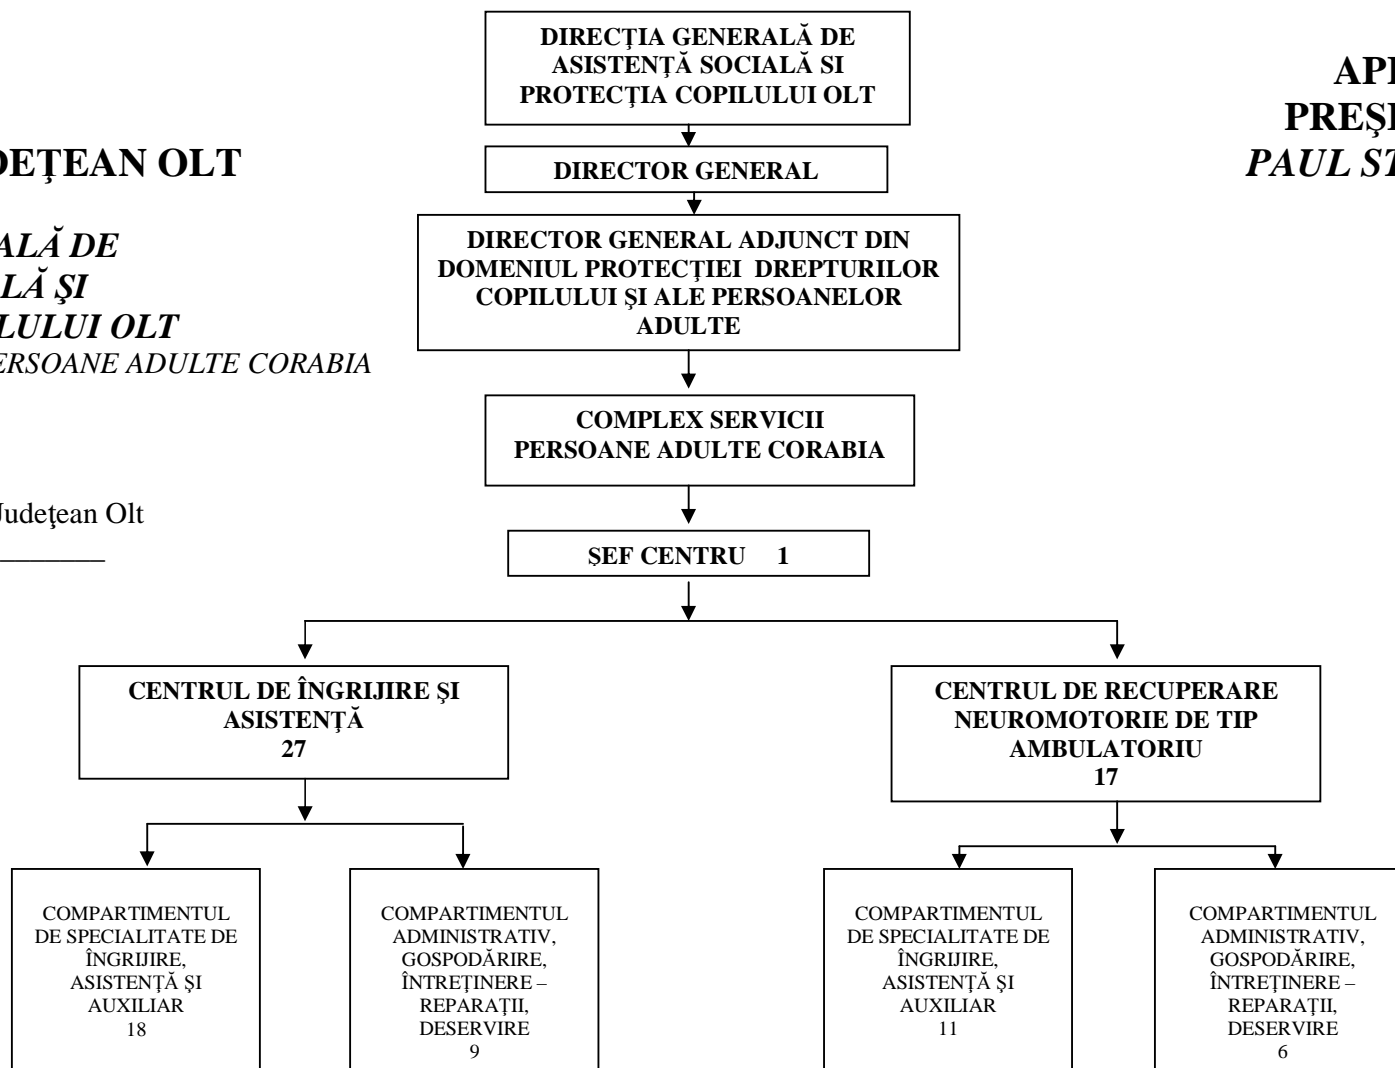 DIRECŢIA GENERALĂ DE
ASISTENŢĂ SOCIALĂ SI
PROTECŢIA COPILULUI OLT
DEŢEAN OLT
ALĂ DE
LĂ ŞI
LULUI OLT
ERSOANE ADULTE CORABIA
Judeţean Olt
________
API
PREŞI
PAUL ST
DIRECTOR GENERAL
DIRECTOR GENERAL ADJUNCT DIN
DOMENIUL PROTECŢIEI DREPTURILOR
COPILULUI ŞI ALE PERSOANELOR
ADULTE
COMPLEX SERVICII
PERSOANE ADULTE CORABIA
ŞEF CENTRU 1
CENTRUL DE ÎNGRIJIRE ŞI
ASISTENŢĂ
27
CENTRUL DE RECUPERARE
NEUROMOTORIE DE TIP
AMBULATORIU
17
COMPARTIMENTUL
DE SPECIALITATE DE
ÎNGRIJIRE,
ASISTENŢĂ ŞI
AUXILIAR
18
COMPARTIMENTUL
ADMINISTRATIV,
GOSPODĂRIRE,
ÎNTREŢINERE –
REPARAŢII,
DESERVIRE
9
COMPARTIMENTUL
DE SPECIALITATE DE
ÎNGRIJIRE,
ASISTENŢĂ ŞI
AUXILIAR
11
COMPARTIMENTUL
ADMINISTRATIV,
GOSPODĂRIRE,
ÎNTREŢINERE –
REPARAŢII,
DESERVIRE
6